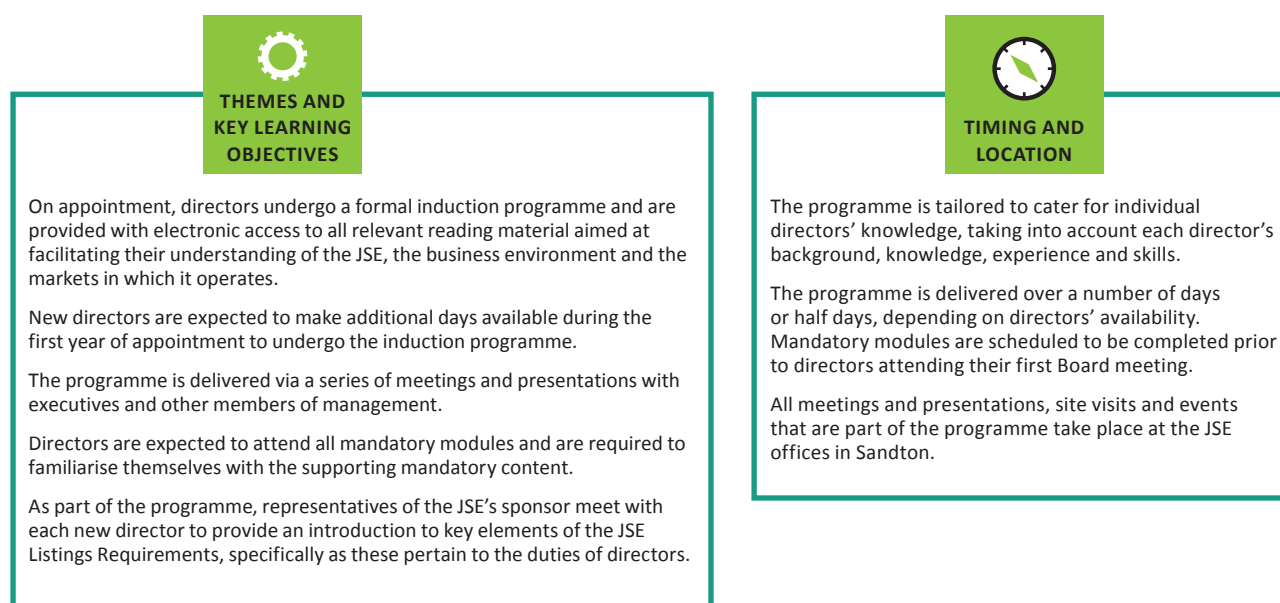 THEMES AND
KEY LEARNING
OBJECTIVES
On appointment, directors undergo a formal induction programme and are
provided with electronic access to all relevant reading material aimed at
facilitating their understanding of the JSE, the business environment and the
markets in which it operates.
New directors are expected to make additional days available during the
first year of appointment to undergo the induction programme.
The programme is delivered via a series of meetings and presentations with
executives and other members of management.
Directors are expected to attend all mandatory modules and are required to
familiarise themselves with the supporting mandatory content.
As part of the programme, representatives of the JSE’s sponsor meet with
each new director to provide an introduction to key elements of the JSE
Listings Requirements, specifically as these pertain to the duties of directors.
TIMING AND
LOCATION
The programme is tailored to cater for individual
directors’ knowledge, taking into account each director’s
background, knowledge, experience and skills.
The programme is delivered over a number of days
or half days, depending on directors’ availability.
Mandatory modules are scheduled to be completed prior
to directors attending their first Board meeting.
All meetings and presentations, site visits and events
that are part of the programme take place at the JSE
offices in Sandton.